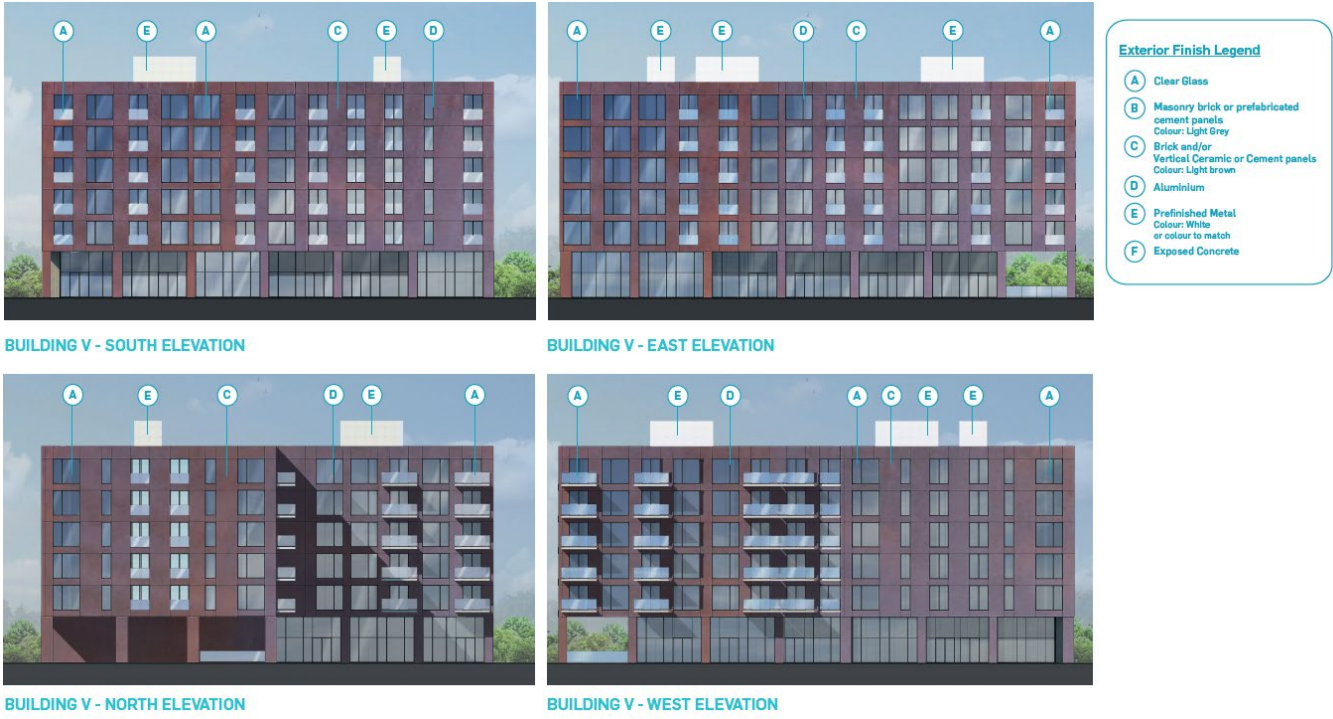 A E A C E D
A E E D C E A
Exterior Finish Legend
A Clear Glass
B Masonry brick or prefabricated
cement panels
Colour: Light Grey
C Brick and/or
Vertical Ceramic or Cement panels
Colour: Light brown
D Aluminium
E Prefinished Metal
Colour: White
or colour to match
F Exposed Concrete
BUILDING V - SOUTH ELEVATION
BUILDING V - EAST ELEVATION
A E C D E A
A E D A C E E A
BUILDING V - NORTH ELEVATION
BUILDING V - WEST ELEVATION